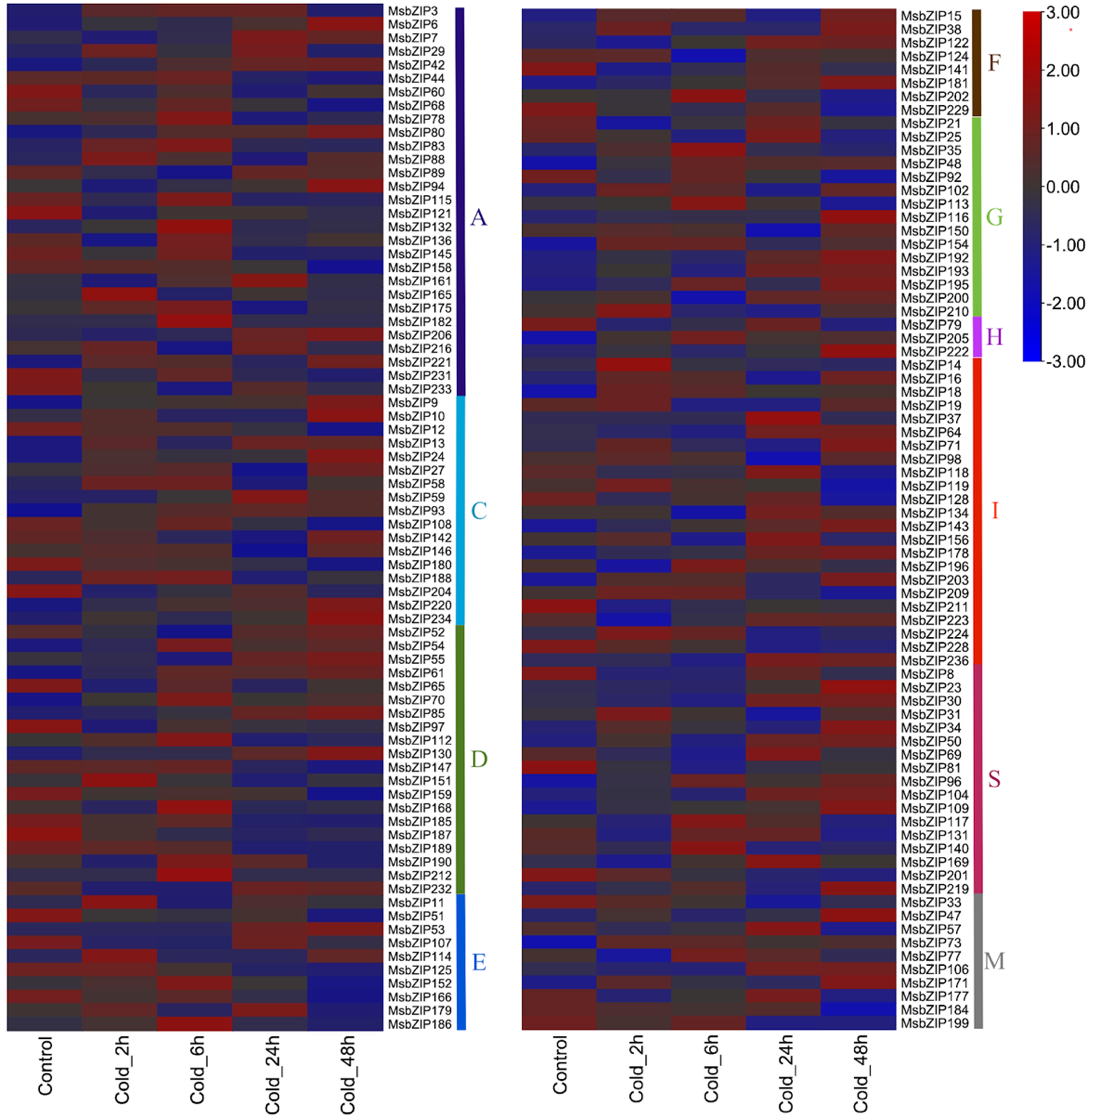 MsbZIP3
MsbZIP6
MsbZIP7
MsbZIP29
MsbZIP42
MsbZIP44
MsbZIP60
MsbZIP68
MsbZIP78
MsbZIP80
MsbZIP83
MsbZIP88
MsbZIP89
MsbZIP94
MsbZIP115
MsbZIP121
MsbZIP132
MsbZIP136
MsbZIP145
MsbZIP158
MsbZIP161
MsbZIP165
MsbZIP175
MsbZIP182
MsbZIP206
MsbZIP216
MsbZIP221
MsbZIP231
MsbZIP233
MsbZIP9
MsbZIP10
MsbZIP12
MsbZIP13
MsbZIP24
MsbZIP27
MsbZIP58
MsbZIP59
MsbZIP93
MsbZIP108
MsbZIP142
MsbZIP146
MsbZIP180
MsbZIP188
MsbZIP204
MsbZIP220
MsbZIP234
MsbZIP52
MsbZIP54
MsbZIP55
MsbZIP61
MsbZIP65
MsbZIP70
MsbZIP85
MsbZIP97
MsbZIP112
MsbZIP130
MsbZIP147
MsbZIP151
MsbZIP159
MsbZIP168
MsbZIP185
MsbZIP187
MsbZIP189
MsbZIP190
MsbZIP212
MsbZIP232
MsbZIP11
MsbZIP51
MsbZIP53
MsbZIP107
MsbZIP114
MsbZIP125
MsbZIP152
MsbZIP166
MsbZIP179
MsbZIP186
A
C
D
E
Control
Cold_2h
Cold_6h
Cold_24h
Cold_48h
MsbZIP15
MsbZIP38
MsbZIP122
MsbZIP124
MsbZIP141
MsbZIP181
MsbZIP202
MsbZIP229
MsbZIP21
MsbZIP25
MsbZIP35
MsbZIP48
MsbZIP92
MsbZIP102
MsbZIP113
MsbZIP116
MsbZIP150
MsbZIP154
MsbZIP192
MsbZIP193
MsbZIP195
MsbZIP200
MsbZIP210
MsbZIP79
MsbZIP205
MsbZIP222
MsbZIP14
MsbZIP16
MsbZIP18
MsbZIP19
MsbZIP37
MsbZIP64
MsbZIP71
MsbZIP98
MsbZIP118
MsbZIP119
MsbZIP128
MsbZIP134
MsbZIP143
MsbZIP156
MsbZIP178
MsbZIP196
MsbZIP203
MsbZIP209
MsbZIP211
MsbZIP223
MsbZIP224
MsbZIP228
MsbZIP236
MsbZIP8
MsbZIP23
MsbZIP30
MsbZIP31
MsbZIP34
MsbZIP50
MsbZIP69
MsbZIP81
MsbZIP96
MsbZIP104
MsbZIP109
MsbZIP117
MsbZIP131
MsbZIP140
MsbZIP169
MsbZIP201
MsbZIP219
MsbZIP33
MsbZIP47
MsbZIP57
MsbZIP73
MsbZIP77
MsbZIP106
MsbZIP171
MsbZIP177
MsbZIP184
MsbZIP199
F
G
H
I
S
M
Control
Cold_2h
Cold_6h
Cold_24h
Cold_48h
3.00
2.00
1.00
0.00
-1.00
-2.00
-3.00